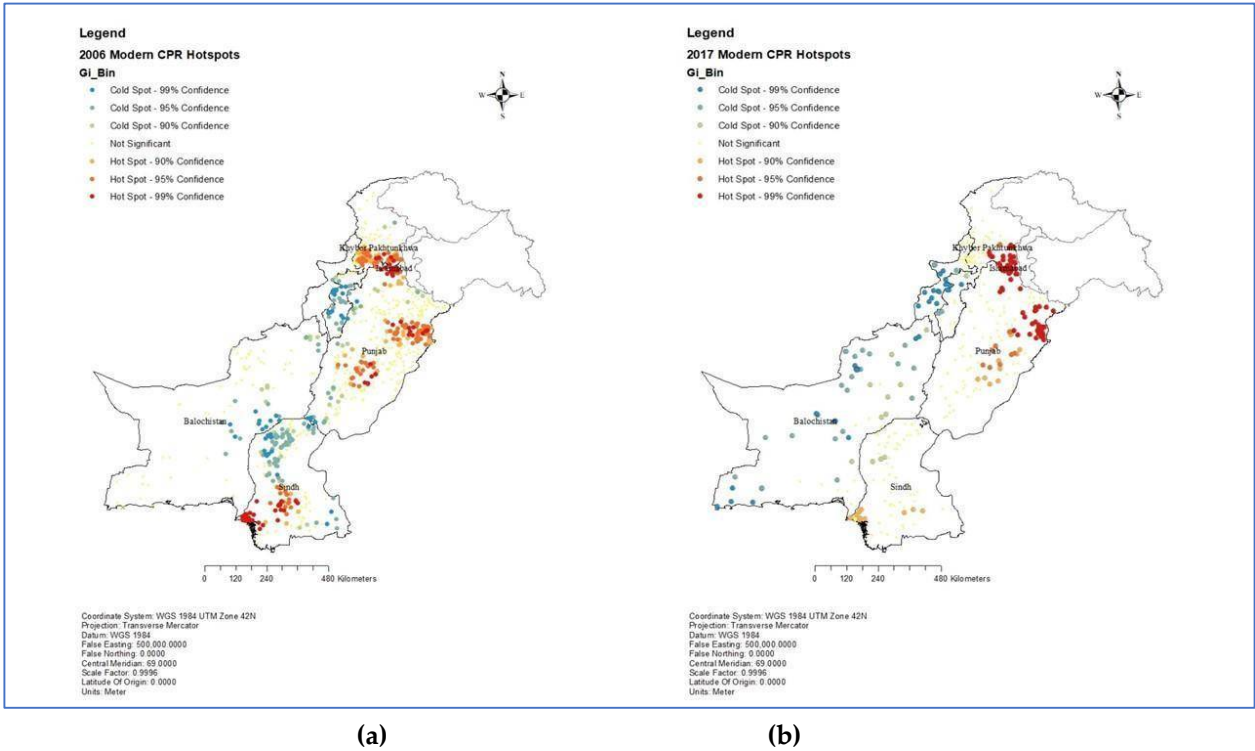 Legend
2006 Modern CPR Hotspots
Gi_Bin
Cold Spot - 99% Confidence
Cold Spot - 95% Confidence
Cold Spot - 90% Confidence
Not Significant
Hot Spot - 90% Confidence
Hot Spot - 95% Confidence
Hot Spot - 99% Confidence
N
W E
S
Khyber Pakhtunkhwa
Islamabad
Punjab
Balochistan
Sindh
0 120 240 480 Kilometers
Coordinate System: WGS 1984 UTM Zone 42N
Projection: Transverse Mercator
Datum: WGS 1984
False Easting: 500,000.0000
False Northing: 0.0000
Central Meridian: 69.0000
Scale Factor: 0.9996
Latitude Of Origin: 0.0000
Units: Meter
(a)
Legend
2017 Modern CPR Hotspots
Gi_Bin
Cold Spot - 99% Confidence
Cold Spot - 95% Confidence
Cold Spot - 90% Confidence
Not Significant
Hot Spot - 90% Confidence
Hot Spot - 95% Confidence
Hot Spot - 99% Confidence
N
W E
S
Khyber Pakhtunkhwa
Islamabad
Punjab
Balochistan
Sindh
0 120 240 480 Kilometers
Coordinate System: WGS 1984 UTM Zone 42N
Projection: Transverse Mercator
Datum: WGS 1984
False Easting: 500,000.0000
False Northing: 0.0000
Central Meridian: 69.0000
Scale Factor: 0.9996
Latitude Of Origin: 0.0000
Units: Meter
(b)